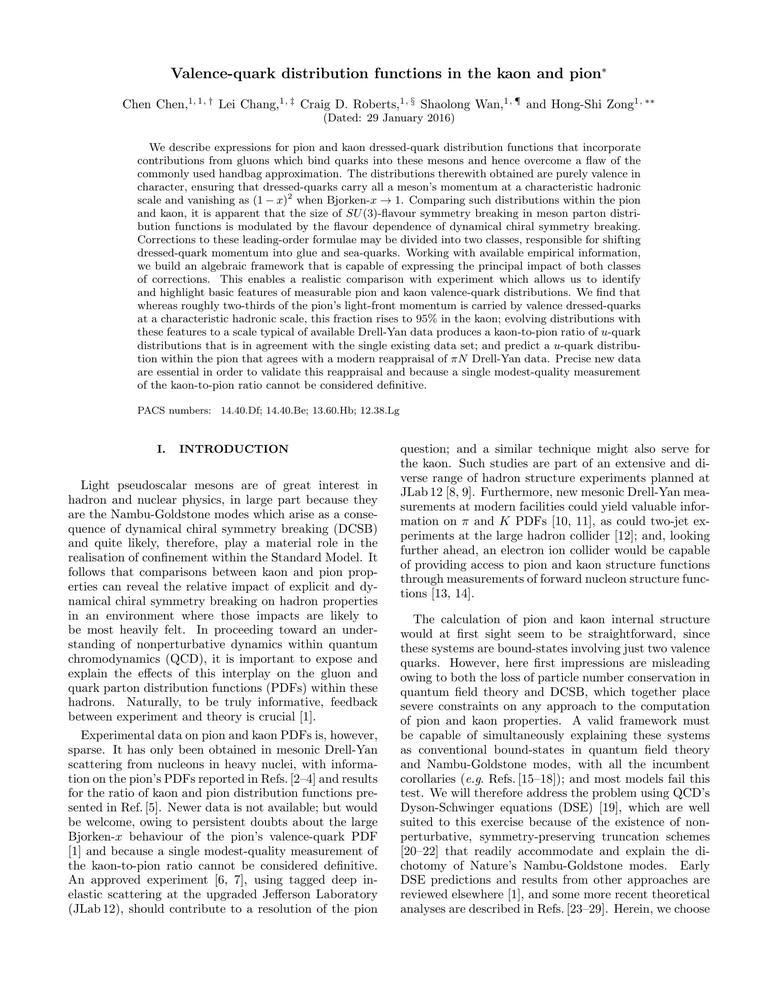 Valence-quark distribution functions in the kaon and pion*
Chen Chen,1, 1, † Lei Chang,1, ‡ Craig D. Roberts,1, § Shaolong Wan,1, ¶ and Hong-Shi Zong1, **
(Dated: 29 January 2016)
We describe expressions for pion and kaon dressed-quark distribution functions that incorporate
contributions from gluons which bind quarks into these mesons and hence overcome a flaw of the
commonly used handbag approximation. The distributions therewith obtained are purely valence in
character, ensuring that dressed-quarks carry all a meson's momentum at a characteristic hadronic
scale and vanishing as (1 − x)² when Bjorken-x → 1. Comparing such distributions within the pion
and kaon, it is apparent that the size of SU(3)-flavour symmetry breaking in meson parton distri-
bution functions is modulated by the flavour dependence of dynamical chiral symmetry breaking.
Corrections to these leading-order formulae may be divided into two classes, responsible for shifting
dressed-quark momentum into glue and sea-quarks. Working with available empirical information,
we build an algebraic framework that is capable of expressing the principal impact of both classes
of corrections. This enables a realistic comparison with experiment which allows us to identify
and highlight basic features of measurable pion and kaon valence-quark distributions. We find that
whereas roughly two-thirds of the pion's light-front momentum is carried by valence dressed-quarks
at a characteristic hadronic scale, this fraction rises to 95% in the kaon; evolving distributions with
these features to a scale typical of available Drell-Yan data produces a kaon-to-pion ratio of u-quark
distributions that is in agreement with the single existing data set; and predict a u-quark distribu-
tion within the pion that agrees with a modern reappraisal of πN Drell-Yan data. Precise new data
are essential in order to validate this reappraisal and because a single modest-quality measurement
of the kaon-to-pion ratio cannot be considered definitive.
PACS numbers: 14.40.Df; 14.40.Be; 13.60.Hb; 12.38.Lg
I. INTRODUCTION
Light pseudoscalar mesons are of great interest in
hadron and nuclear physics, in large part because they
are the Nambu-Goldstone modes which arise as a conse-
quence of dynamical chiral symmetry breaking (DCSB)
and quite likely, therefore, play a material role in the
realisation of confinement within the Standard Model. It
follows that comparisons between kaon and pion prop-
erties can reveal the relative impact of explicit and dy-
namical chiral symmetry breaking on hadron properties
in an environment where those impacts are likely to
be most heavily felt. In proceeding toward an under-
standing of nonperturbative dynamics within quantum
chromodynamics (QCD), it is important to expose and
explain the effects of this interplay on the gluon and
quark parton distribution functions (PDFs) within these
hadrons. Naturally, to be truly informative, feedback
between experiment and theory is crucial [1].
Experimental data on pion and kaon PDFs is, however,
sparse. It has only been obtained in mesonic Drell-Yan
scattering from nucleons in heavy nuclei, with informa-
tion on the pion's PDFs reported in Refs. [2–4] and results
for the ratio of kaon and pion distribution functions pre-
sented in Ref. [5]. Newer data is not available; but would
be welcome, owing to persistent doubts about the large
Bjorken-x behaviour of the pion's valence-quark PDF
[1] and because a single modest-quality measurement of
the kaon-to-pion ratio cannot be considered definitive.
An approved experiment [6, 7], using tagged deep in-
elastic scattering at the upgraded Jefferson Laboratory
(JLab 12), should contribute to a resolution of the pion
question; and a similar technique might also serve for
the kaon. Such studies are part of an extensive and di-
verse range of hadron structure experiments planned at
JLab 12 [8, 9]. Furthermore, new mesonic Drell-Yan mea-
surements at modern facilities could yield valuable infor-
mation on π and K PDFs [10, 11], as could two-jet ex-
periments at the large hadron collider [12]; and, looking
further ahead, an electron ion collider would be capable
of providing access to pion and kaon structure functions
through measurements of forward nucleon structure func-
tions [13, 14].
The calculation of pion and kaon internal structure
would at first sight seem to be straightforward, since
these systems are bound-states involving just two valence
quarks. However, here first impressions are misleading
owing to both the loss of particle number conservation in
quantum field theory and DCSB, which together place
severe constraints on any approach to the computation
of pion and kaon properties. A valid framework must
be capable of simultaneously explaining these systems
as conventional bound-states in quantum field theory
and Nambu-Goldstone modes, with all the incumbent
corollaries (e.g. Refs. [15–18]); and most models fail this
test. We will therefore address the problem using QCD's
Dyson-Schwinger equations (DSE) [19], which are well
suited to this exercise because of the existence of non-
perturbative, symmetry-preserving truncation schemes
[20–22] that readily accommodate and explain the di-
chotomy of Nature's Nambu-Goldstone modes. Early
DSE predictions and results from other approaches are
reviewed elsewhere [1], and some more recent theoretical
analyses are described in Refs. [23–29]. Herein, we choose